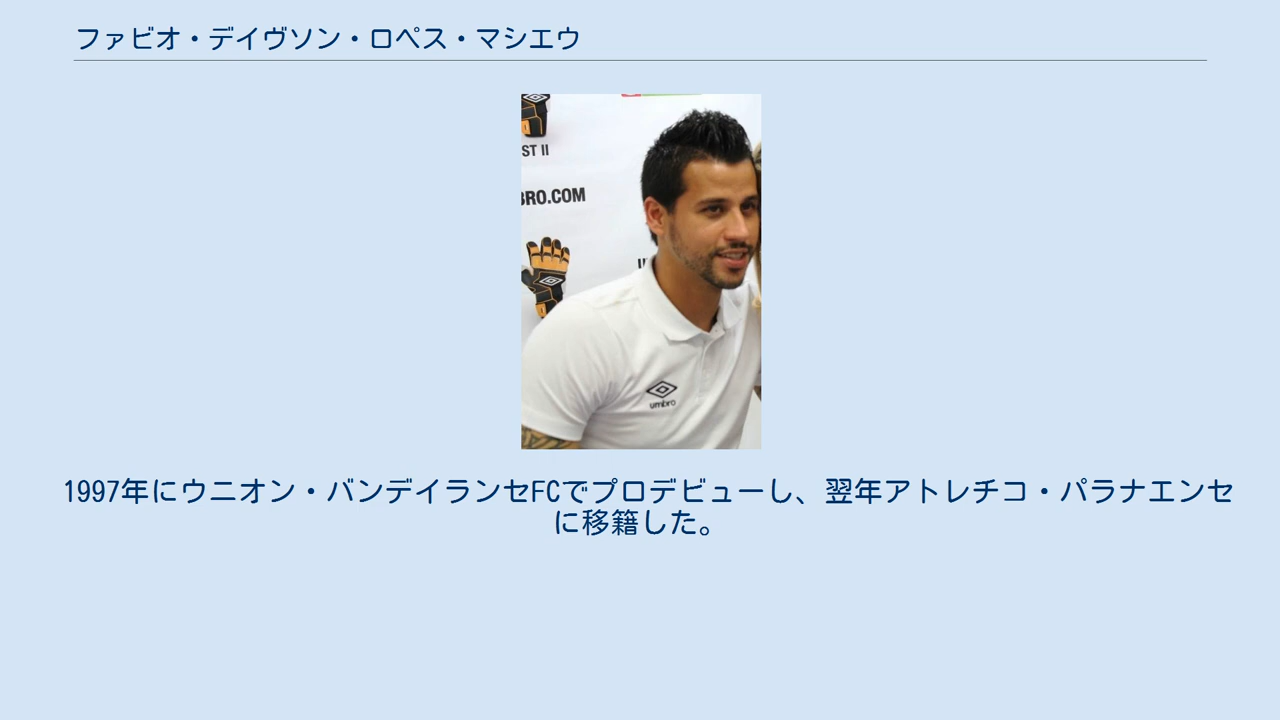 ファビオ・デイヴソン・ロペス・マシエウ
ST II
BRO.COM
umbro
1997年にウニオン・バンデイランセFCでプロデビューし、翌年アトレチコ・パラナエンセ
に移籍した。